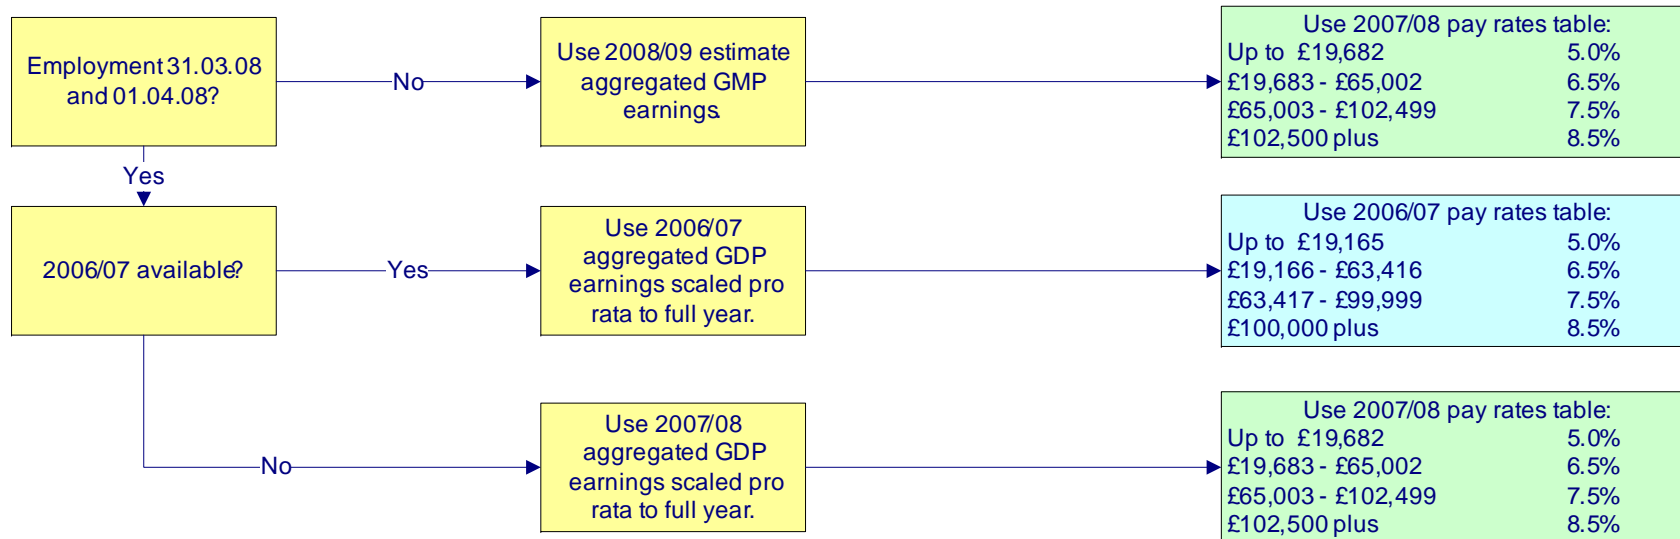 Employment 31.03.08
and 01.04.08?
No
Use 2008/09 estimate
aggregated GMP
earnings.
Use 2007/08 pay rates table:
Up to £19,682 5.0%
£19,683 - £65,002 6.5%
£65,003 - £102,499 7.5%
£102,500 plus 8.5%
Yes
2006/07 available?
Yes
Use 2006/07
aggregated GDP
earnings scaled pro
rata to full year.
Use 2006/07 pay rates table:
Up to £19,165 5.0%
£19,166 - £63,416 6.5%
£63,417 - £99,999 7.5%
£100,000 plus 8.5%
No
Use 2007/08
aggregated GDP
earnings scaled pro
rata to full year.
Use 2007/08 pay rates table:
Up to £19,682 5.0%
£19,683 - £65,002 6.5%
£65,003 - £102,499 7.5%
£102,500 plus 8.5%